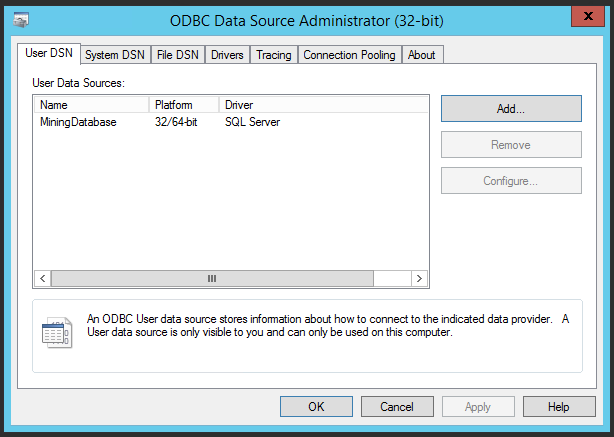 ODBC Data Source Administrator (32-bit)
x
User DSN System DSN File DSN Drivers Tracing Connection Pooling About
User Data Sources:
Name Platform Driver
MiningDatabase 32/64-bit SQL Server
Add...
Remove
Configure...
An ODBC User data source stores information about how to connect to the indicated data provider. A
User data source is only visible to you and can only be used on this computer.
OK Cancel Apply Help